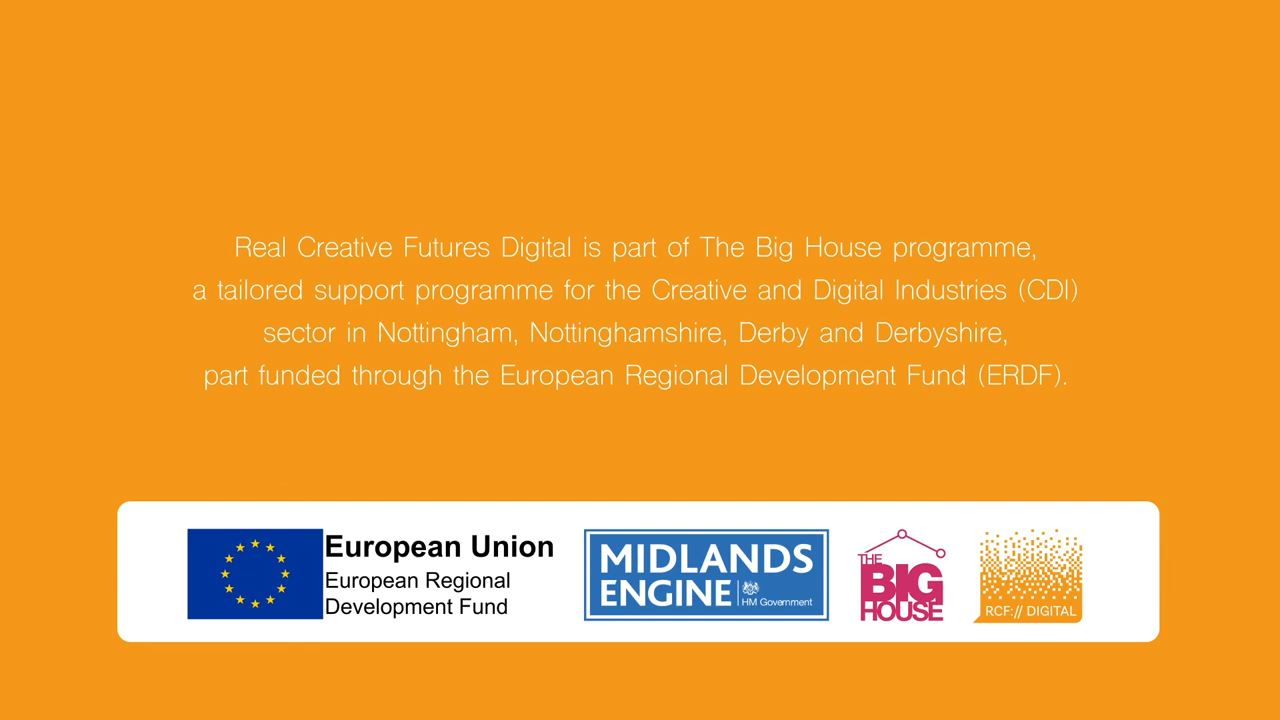 Real Creative Futures Digital is part of The Big House programme,
a tailored support programme for the Creative and Digital Industries (CDI)
sector in Nottingham, Nottinghamshire, Derby and Derbyshire,
part funded through the European Regional Development Fund (ERDF).
European Union
European Regional
Development Fund
MIDLANDS
ENGINE
HM Government
THE
BIG
HOUSE
RCF:// DIGITAL